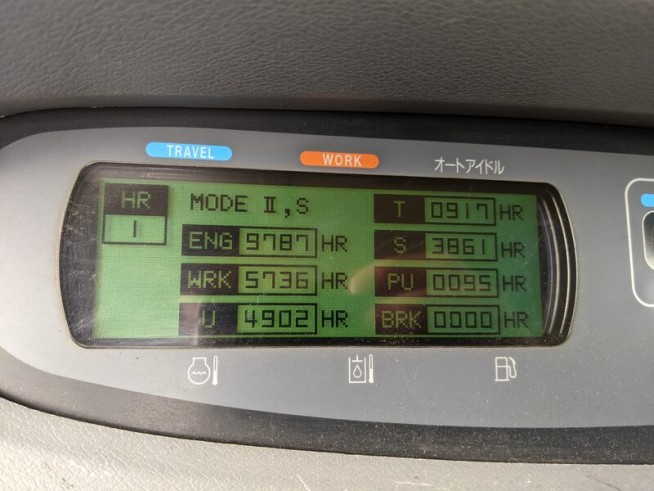 TRAVEL WORK オートアイドル
HR MODE Ⅱ,S T 0917 HR
1 ENG 9787 HR S 3861 HR
WRK 5736 HR PU 0095 HR
U 4902 HR BRK 0000 HR